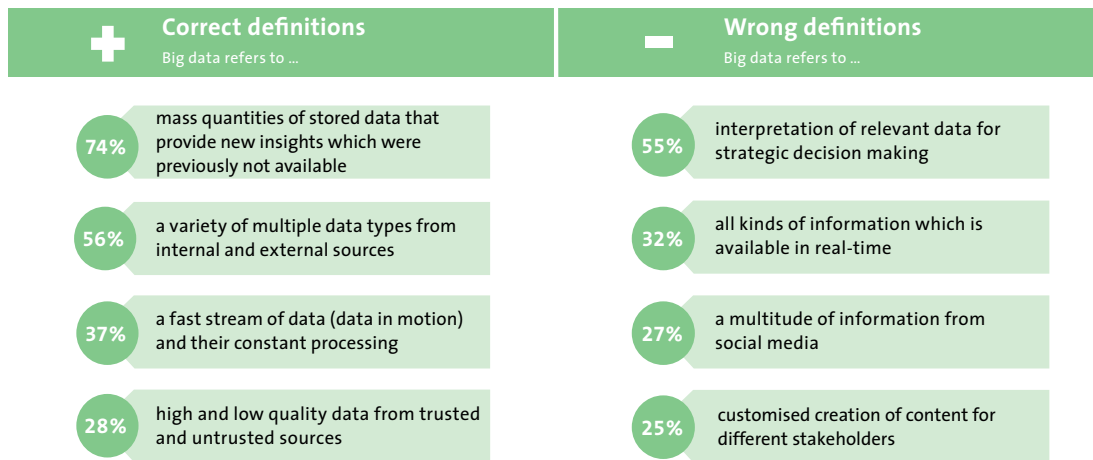 Correct definitions
Big data refers to ...
74%
mass quantities of stored data that
provide new insights which were
previously not available
56%
a variety of multiple data types from
internal and external sources
37%
a fast stream of data (data in motion)
and their constant processing
28%
high and low quality data from trusted
and untrusted sources
Wrong definitions
Big data refers to ...
55%
interpretation of relevant data for
strategic decision making
32%
all kinds of information which is
available in real-time
27%
a multitude of information from
social media
25%
customised creation of content for
different stakeholders